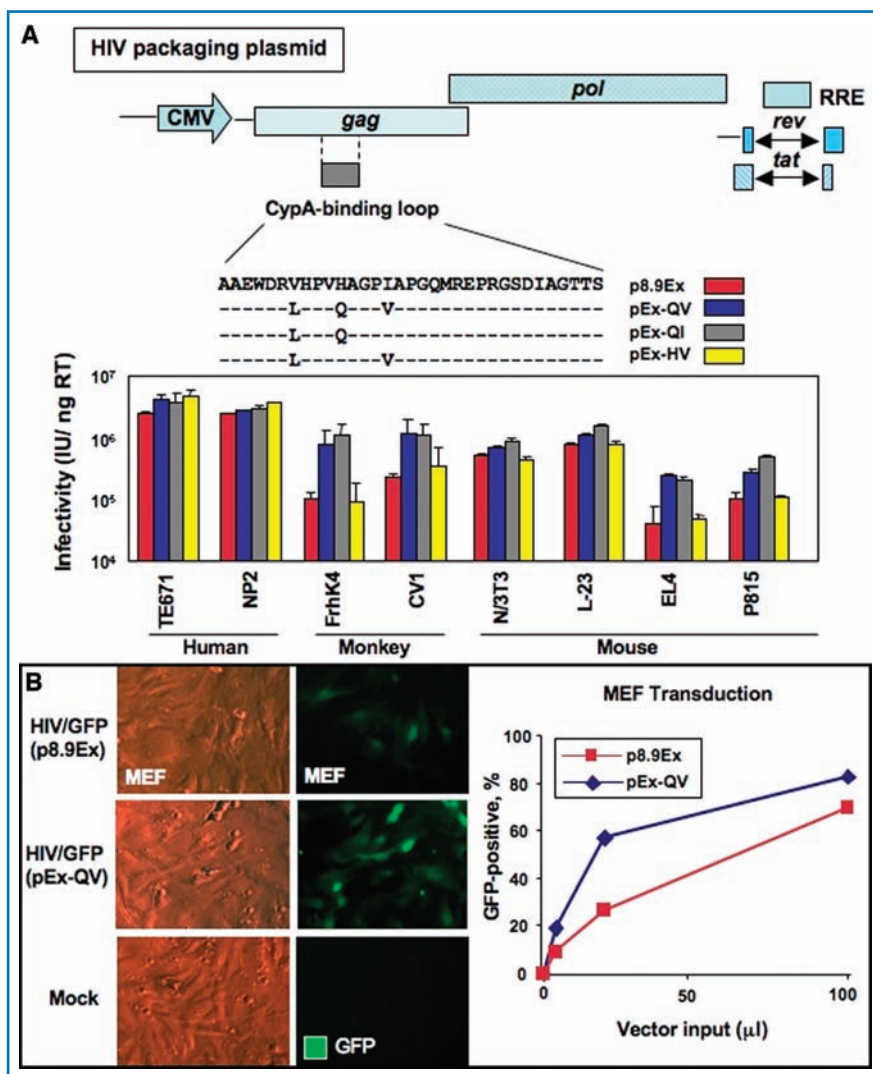 A
HIV packaging plasmid
pol
RRE
CMV
gag
rev
tat
CypA-binding loop
AAEWDRVHPVHAGPIAPGQMREPRGSDIAGTTS
p8.9Ex
------L---Q---V------------------
pEx-QV
------L---Q----------------------
pEx-QI
------L-------V------------------
pEx-HV
Infectivity (IU/ ng RT)
10⁷
10⁶
10⁵
10⁴
TE671
NP2
FrhK4
CV1
N/3T3
L-23
EL4
P815
Human
Monkey
Mouse
B
HIV/GFP
(p8.9Ex)
MEF
MEF
HIV/GFP
(pEx-QV)
Mock
GFP
MEF Transduction
GFP-positive, %
100
80
60
40
20
0
p8.9Ex
pEx-QV
0
50
100
Vector input (µl)